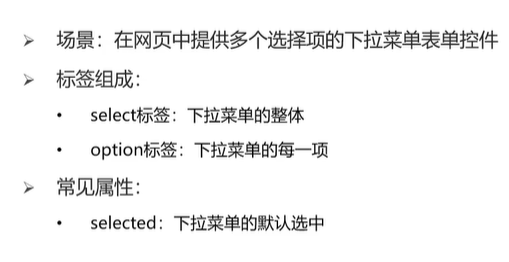 ➢ 场景：在网页中提供多个选择项的下拉菜单表单控件
➢ 标签组成：
• select标签：下拉菜单的整体
• option标签：下拉菜单的每一项
➢ 常见属性：
• selected：下拉菜单的默认选中